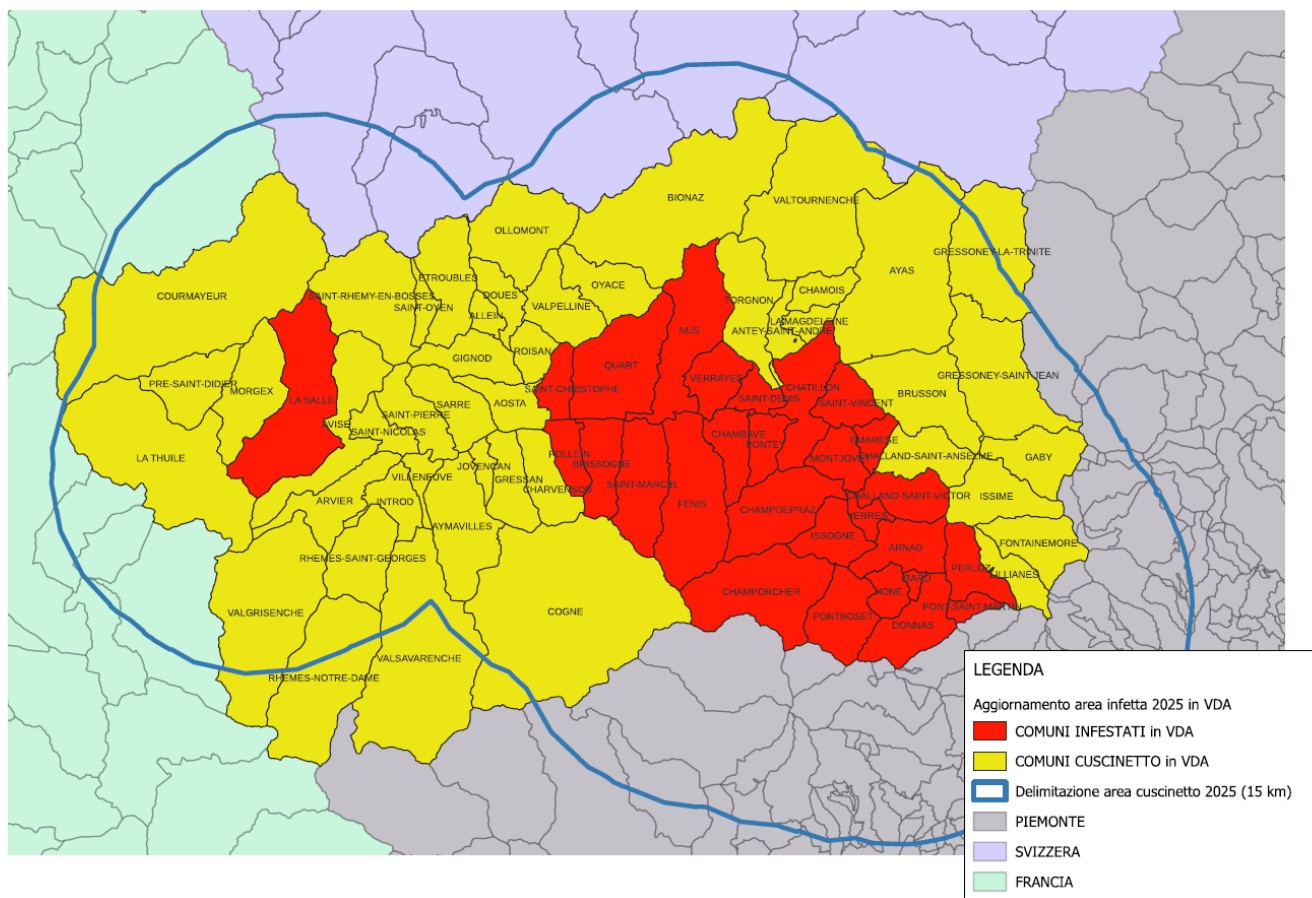 BIONAZ
VALTOURNENCHE
OLLOMONT
GRESSONEY-LA-TRINITE
AYAS
ETROUBLES
OYACE
CHAMOIS
COURMAYEUR
SAINT-RHEMY-EN-BOSSES
DOUES
TORGNON
SAINT-OYEN
VALPELLINE
ALLEIN
LA MAGDELEINE
NUS
ANTEY-SAINT-ANDRE
ROISAN
GIGNOD
QUART
GRESSONEY-SAINT-JEAN
PRE-SAINT-DIDIER
VERRAYES
MORGEX
SAINT-CHRISTOPHE
CHATILLON
BRUSSON
LA SALLE
SAINT-DENIS
SAINT-VINCENT
AOSTA
SARRE
SAINT-PIERRE
AVISE
SAINT-NICOLAS
CHAMBAVE
EMARESE
PONTEY
POLLEIN
CHALLAND-SAINT-ANSELME
GABY
LA THUILE
MONTJOVET
BRISSOGNE
JOVENCAN
VILLENEUVE
GRESSAN
SAINT-MARCEL
CHARVENSOD
CHALLAND-SAINT-VICTOR
ISSIME
ARVIER
INTROD
FENIS
CHAMPDEPRAZ
VERRES
AYMAVILLES
ISSOGNE
FONTAINEMORE
ARNAD
RHEMES-SAINT-GEORGES
PERLOZ
LILLIANES
BARD
CHAMPORCHER
HONE
PONT-SAINT-MARTIN
VALGRISENCHE
COGNE
PONTBOSET
DONNAS
VALSAVARENCHE
RHEMES-NOTRE-DAME
LEGENDA
Aggiornamento area infetta 2025 in VDA
COMUNI INFESTATI in VDA
COMUNI CUSCINETTO in VDA
Delimitazione area cuscinetto 2025 (15 km)
PIEMONTE
SVIZZERA
FRANCIA